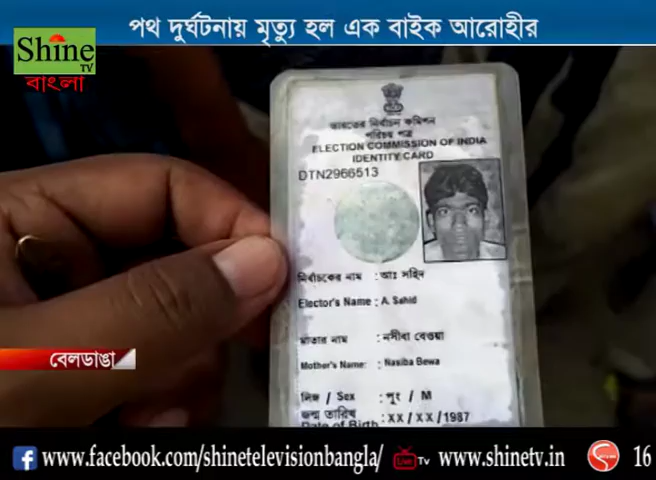 পথ দুর্ঘটনায় মৃত্যু হল এক বাইক আরোহীর
Shine
TV
বাংলা
ভারতের নির্বাচন কমিশন
পরিচয় পত্র
ELECTION COMMISSION OF INDIA
IDENTITY CARD
DTN2966513
নির্বাচকের নাম : আঃ সহিদ
Elector's Name : A. Sahid
মাতার নাম : নসীবা বেওয়া
Mother's Name: : Nasiba Bewa
লিঙ্গ / Sex : পুং / M
জন্ম তারিখ : XX / XX / 1987
Date of Birth
বেলডাঙা
www.facebook.com/shinetelevisionbangla/
TV
www.shinetv.in
16